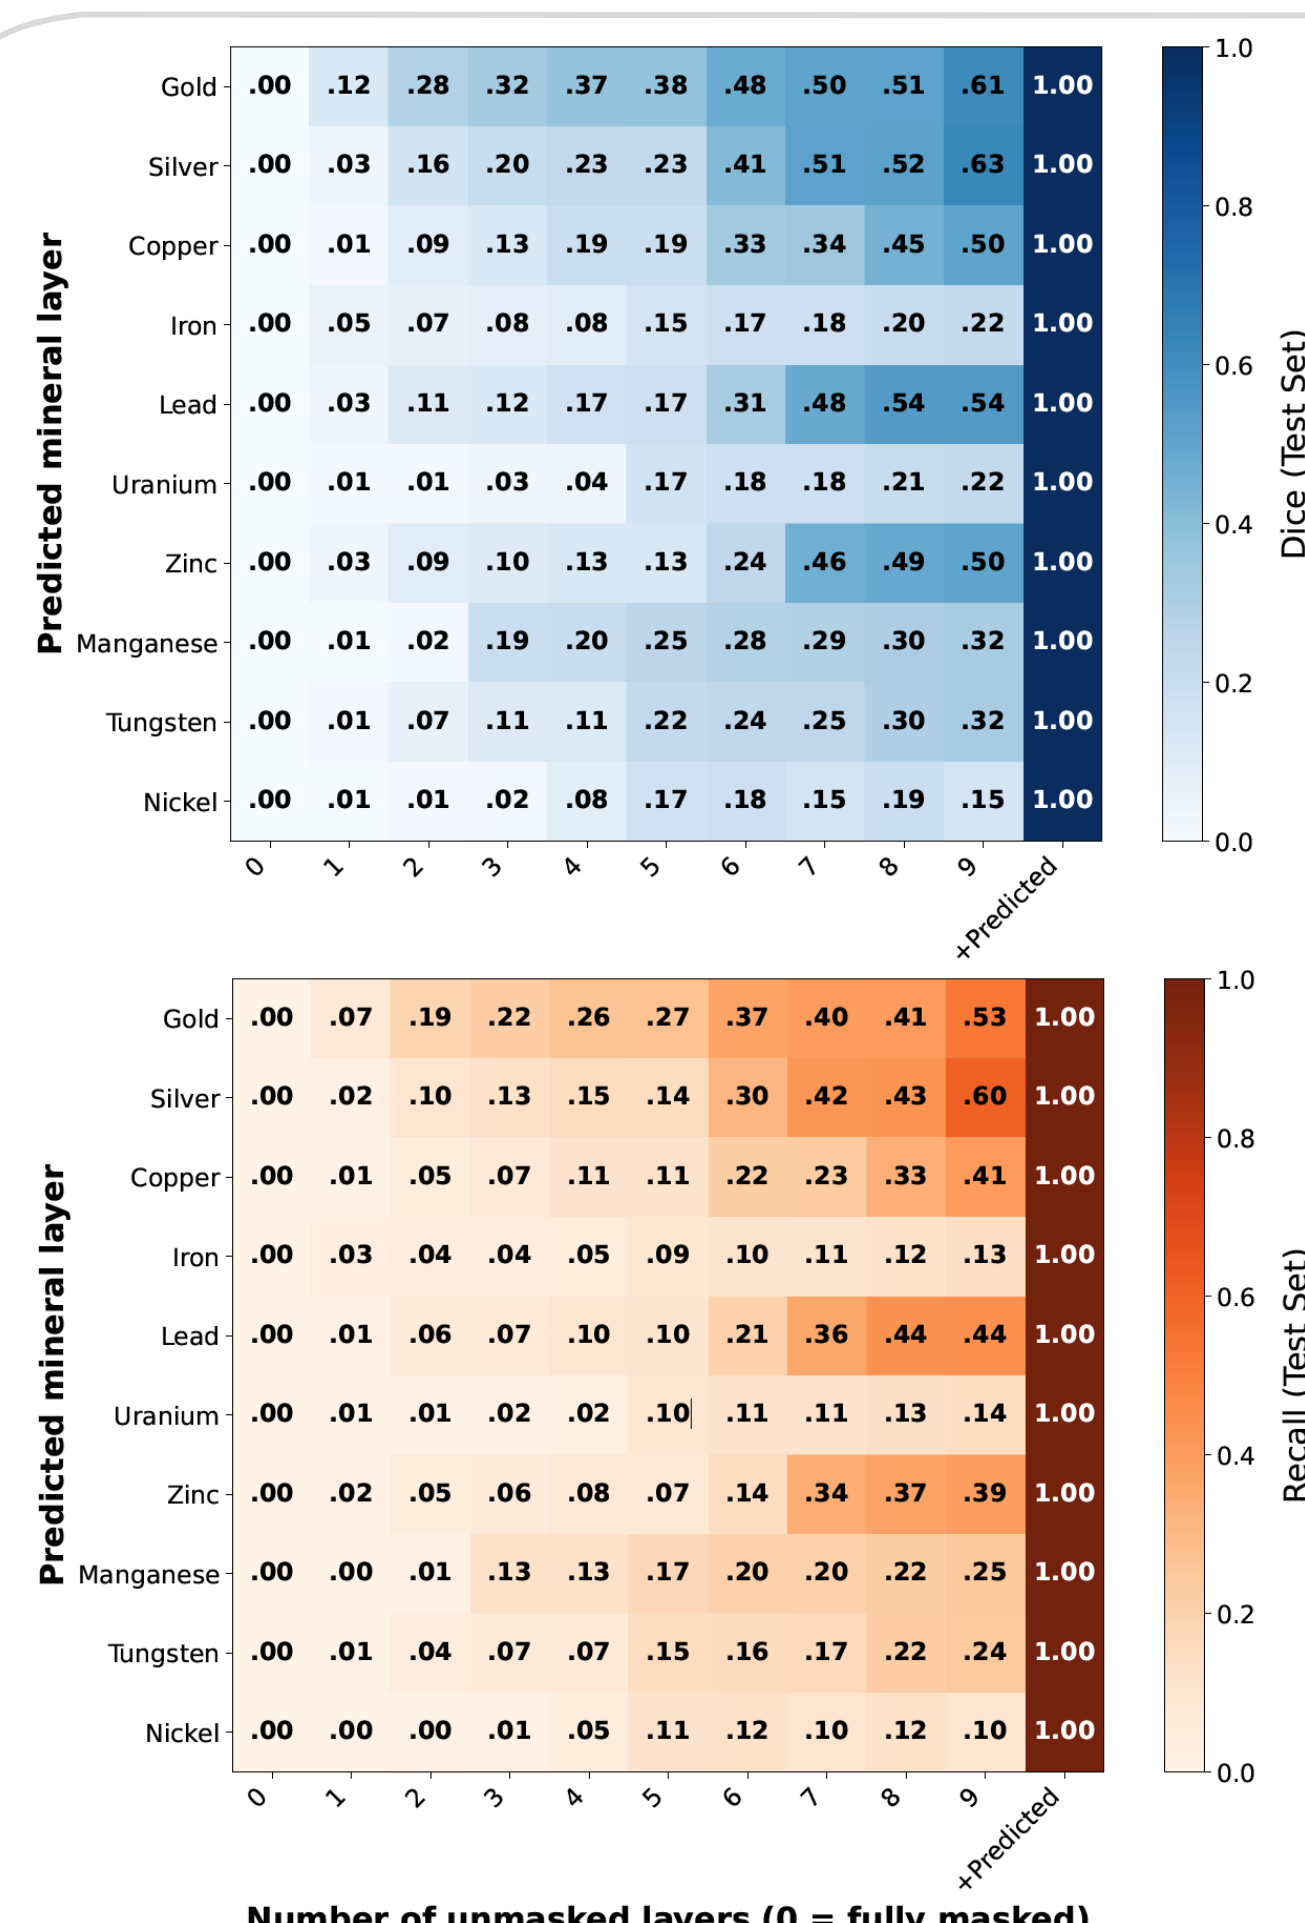 Predicted mineral layer
Gold .00 .12 .28 .32 .37 .38 .48 .50 .51 .61 1.00
Silver .00 .03 .16 .20 .23 .23 .41 .51 .52 .63 1.00
Copper .00 .01 .09 .13 .19 .19 .33 .34 .45 .50 1.00
Iron .00 .05 .07 .08 .08 .15 .17 .18 .20 .22 1.00
Lead .00 .03 .11 .12 .17 .17 .31 .48 .54 .54 1.00
Uranium .00 .01 .01 .03 .04 .17 .18 .18 .21 .22 1.00
Zinc .00 .03 .09 .10 .13 .13 .24 .46 .49 .50 1.00
Manganese .00 .01 .02 .19 .20 .25 .28 .29 .30 .32 1.00
Tungsten .00 .01 .07 .11 .11 .22 .24 .25 .30 .32 1.00
Nickel .00 .01 .01 .02 .08 .17 .18 .15 .19 .15 1.00
0 1 2 3 4 5 6 7 8 9 +Predicted
1.0
0.8
0.6
0.4
0.2
0.0
Dice (Test Set)
Predicted mineral layer
Gold .00 .07 .19 .22 .26 .27 .37 .40 .41 .53 1.00
Silver .00 .02 .10 .13 .15 .14 .30 .42 .43 .60 1.00
Copper .00 .01 .05 .07 .11 .11 .22 .23 .33 .41 1.00
Iron .00 .03 .04 .04 .05 .09 .10 .11 .12 .13 1.00
Lead .00 .01 .06 .07 .10 .10 .21 .36 .44 .44 1.00
Uranium .00 .01 .01 .02 .02 .10 .11 .11 .13 .14 1.00
Zinc .00 .02 .05 .06 .08 .07 .14 .34 .37 .39 1.00
Manganese .00 .00 .01 .13 .13 .17 .20 .20 .22 .25 1.00
Tungsten .00 .01 .04 .07 .07 .15 .16 .17 .22 .24 1.00
Nickel .00 .00 .00 .01 .05 .11 .12 .10 .12 .10 1.00
0 1 2 3 4 5 6 7 8 9 +Predicted
1.0
0.8
0.6
0.4
0.2
0.0
Recall (Test Set)
Number of unmasked layers (0 = fully masked)